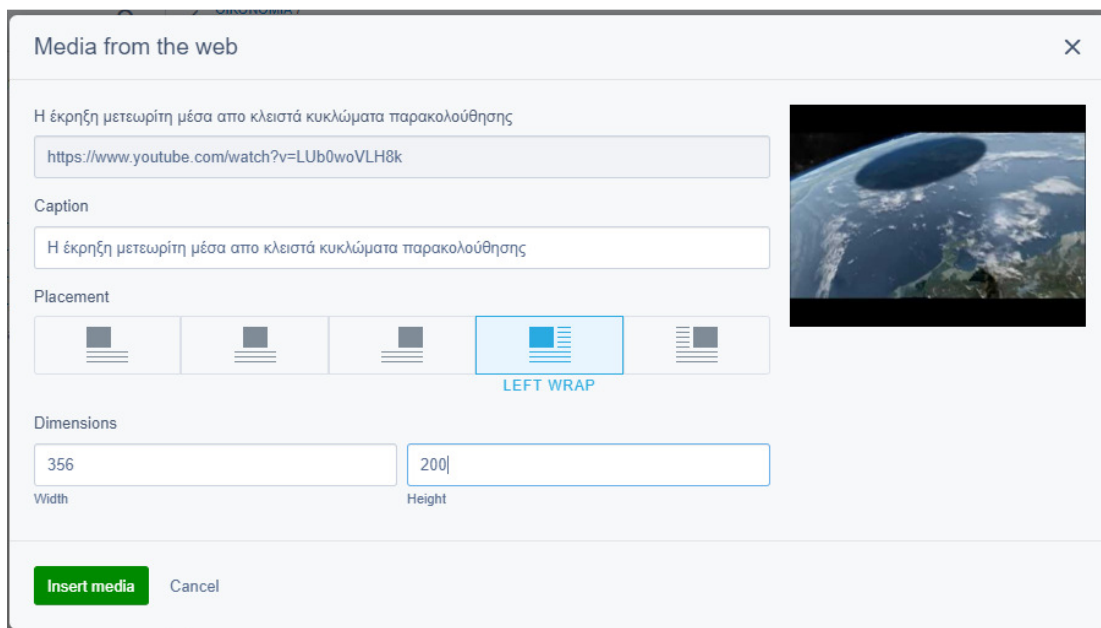 ΟΙΚΟΝΟΜΙΑ /
Media from the web
Η έκρηξη μετεωρίτη μέσα απο κλειστά κυκλώματα παρακολούθησης
https://www.youtube.com/watch?v=LUb0woVLH8k
Caption
Η έκρηξη μετεωρίτη μέσα απο κλειστά κυκλώματα παρακολούθησης
Placement
LEFT WRAP
Dimensions
356
200
Width
Height
Insert media
Cancel